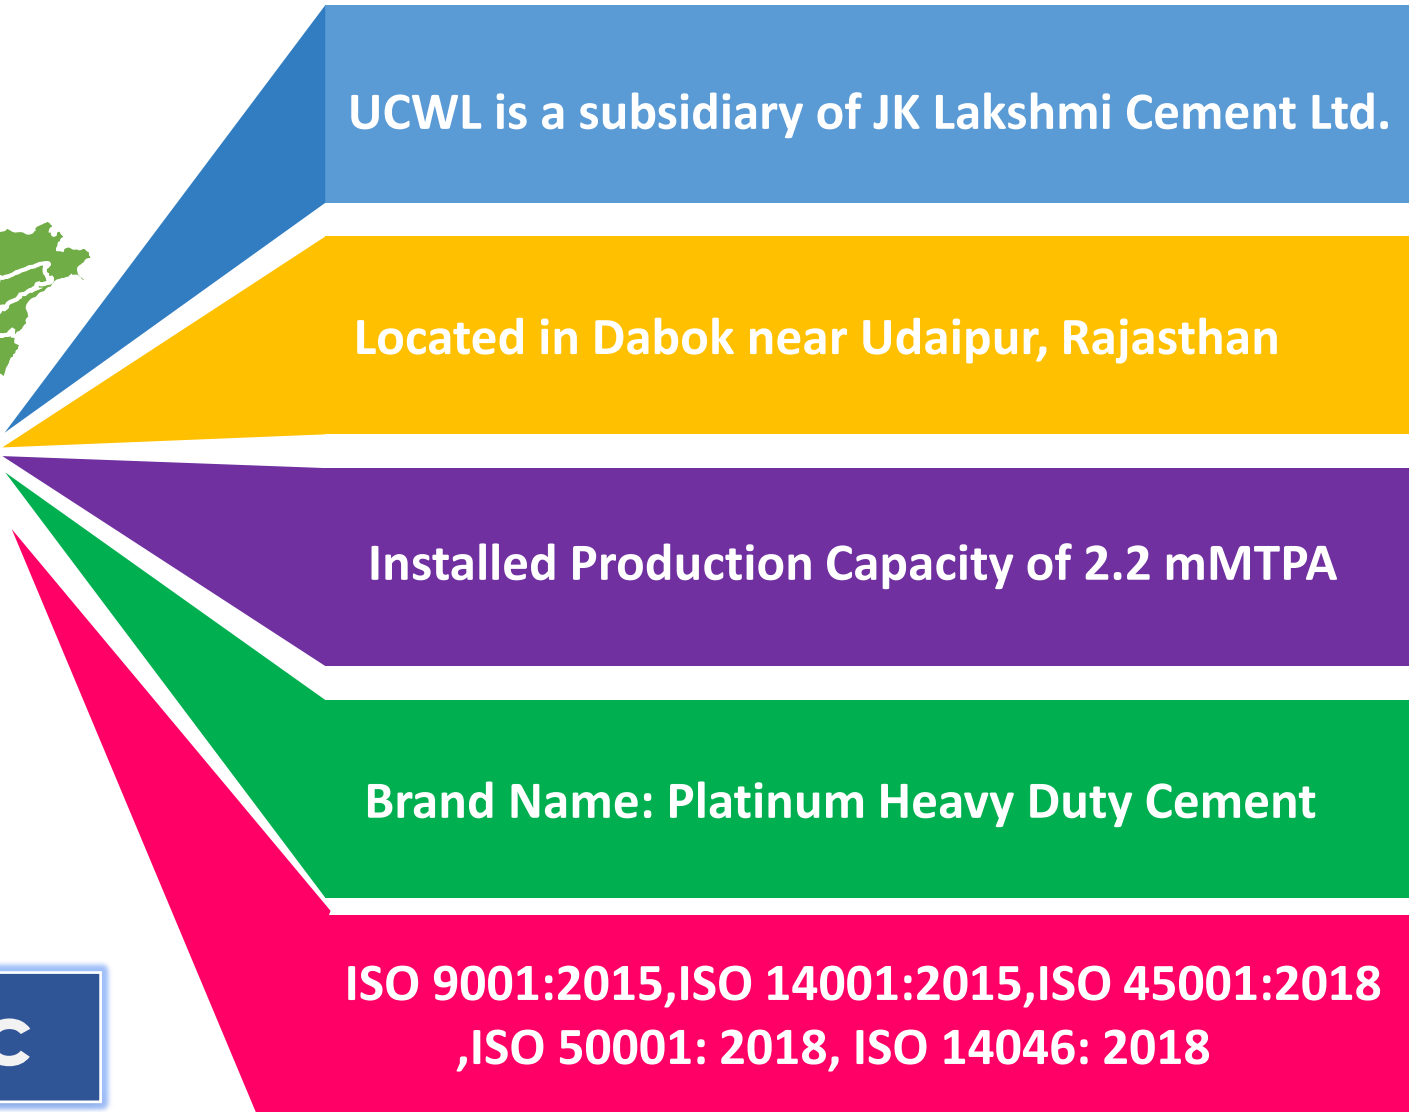 UCWL is a subsidiary of JK Lakshmi Cement Ltd.
Located in Dabok near Udaipur, Rajasthan
Installed Production Capacity of 2.2 mMTPA
Brand Name: Platinum Heavy Duty Cement
ISO 9001:2015,ISO 14001:2015,ISO 45001:2018
,ISO 50001: 2018, ISO 14046: 2018
C